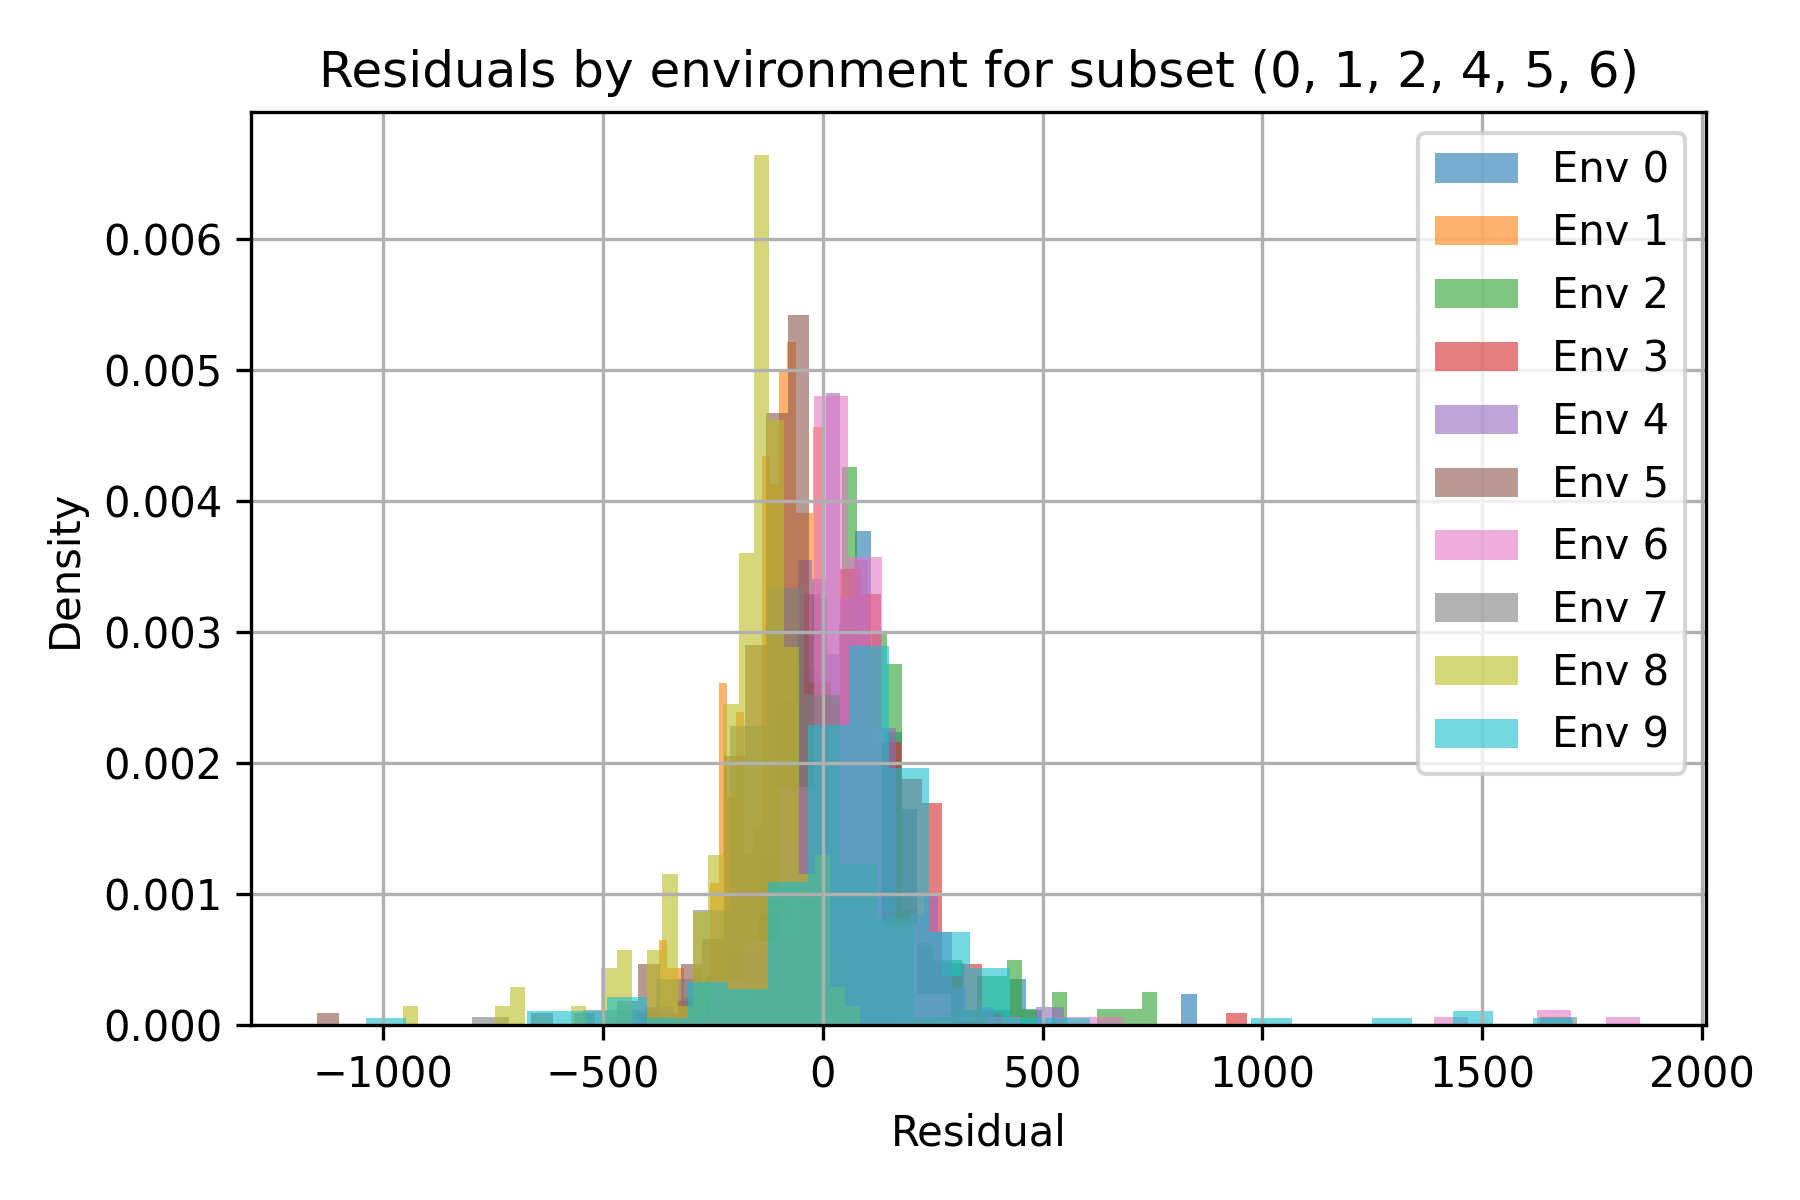 Residuals by environment for subset (0, 1, 2, 4, 5, 6)
Env 0
Env 1
Env 2
Env 3
Env 4
Env 5
Env 6
Env 7
Env 8
Env 9
Density
0.006
0.005
0.004
0.003
0.002
0.001
0.000
−1000 −500 0 500 1000 1500 2000
Residual